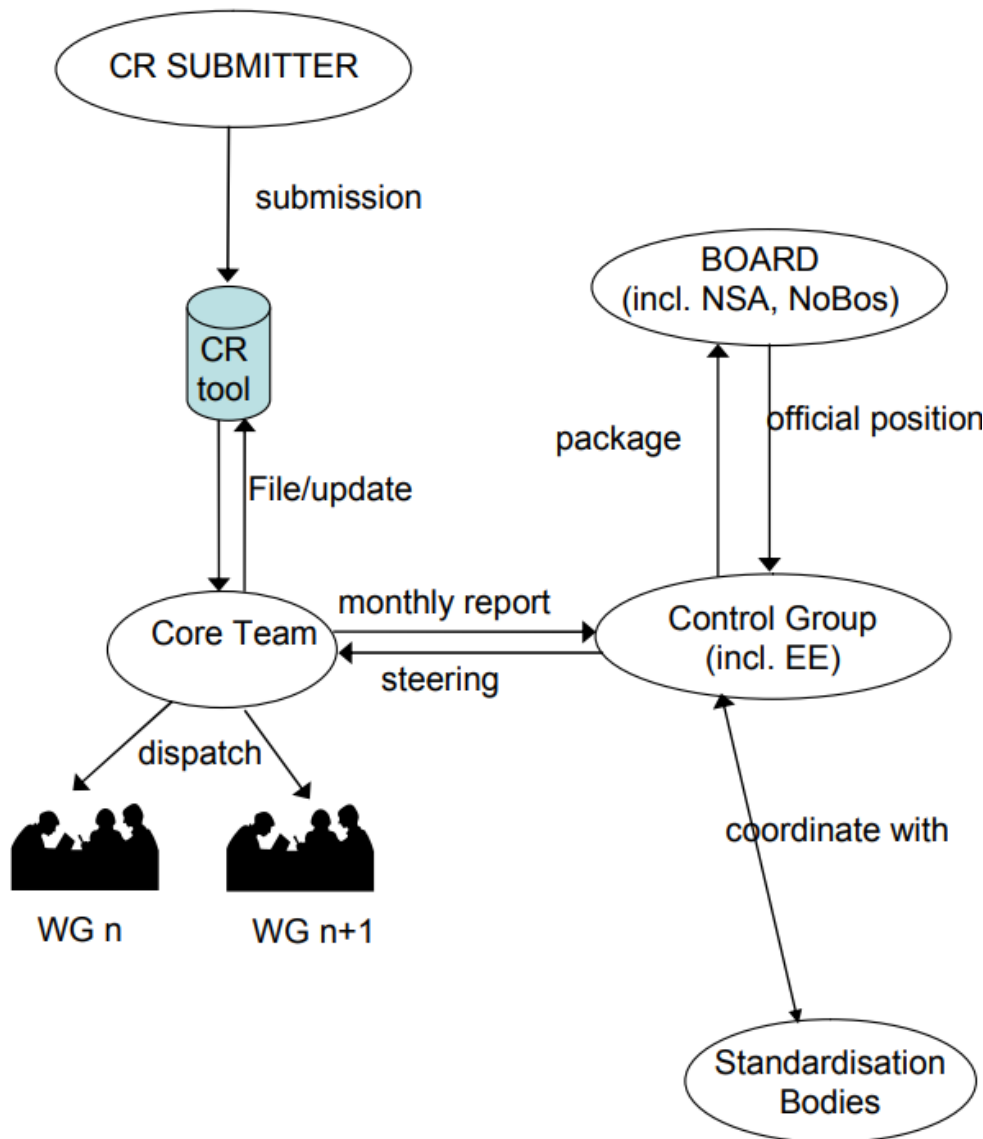 CR SUBMITTER
submission
BOARD
(incl. NSA, NoBos)
CR
tool
package
official position
File/update
Core Team
monthly report
steering
Control Group
(incl. EE)
dispatch
coordinate with
WG n
WG n+1
Standardisation
Bodies